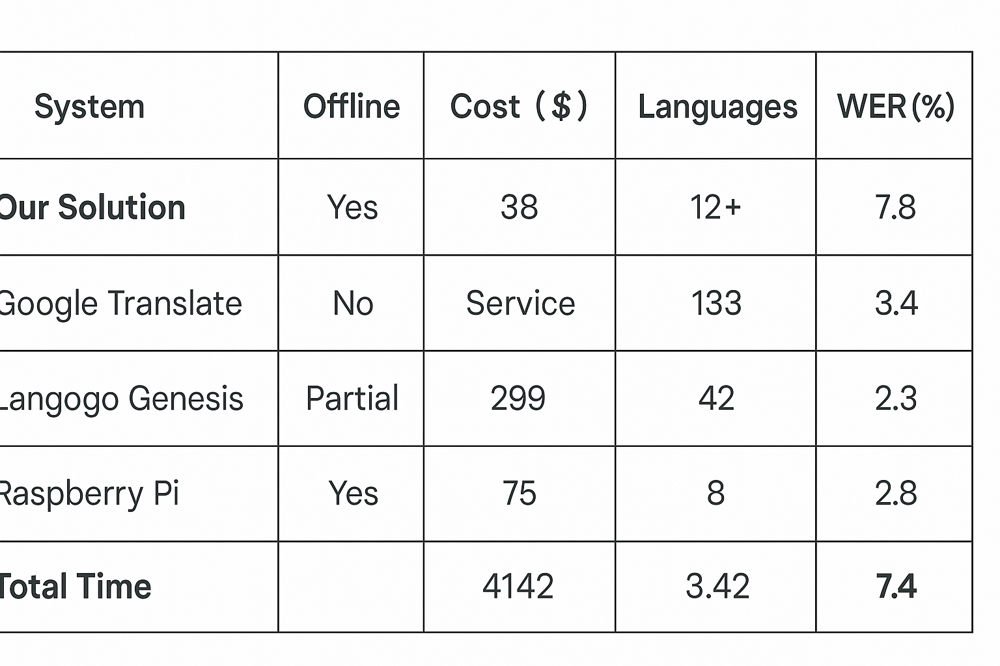 System Offline Cost ($) Languages WER(%)
Our Solution Yes 38 12+ 7.8
Google Translate No Service 133 3.4
Langogo Genesis Partial 299 42 2.3
Raspberry Pi Yes 75 8 2.8
Total Time 4142 3.42 7.4